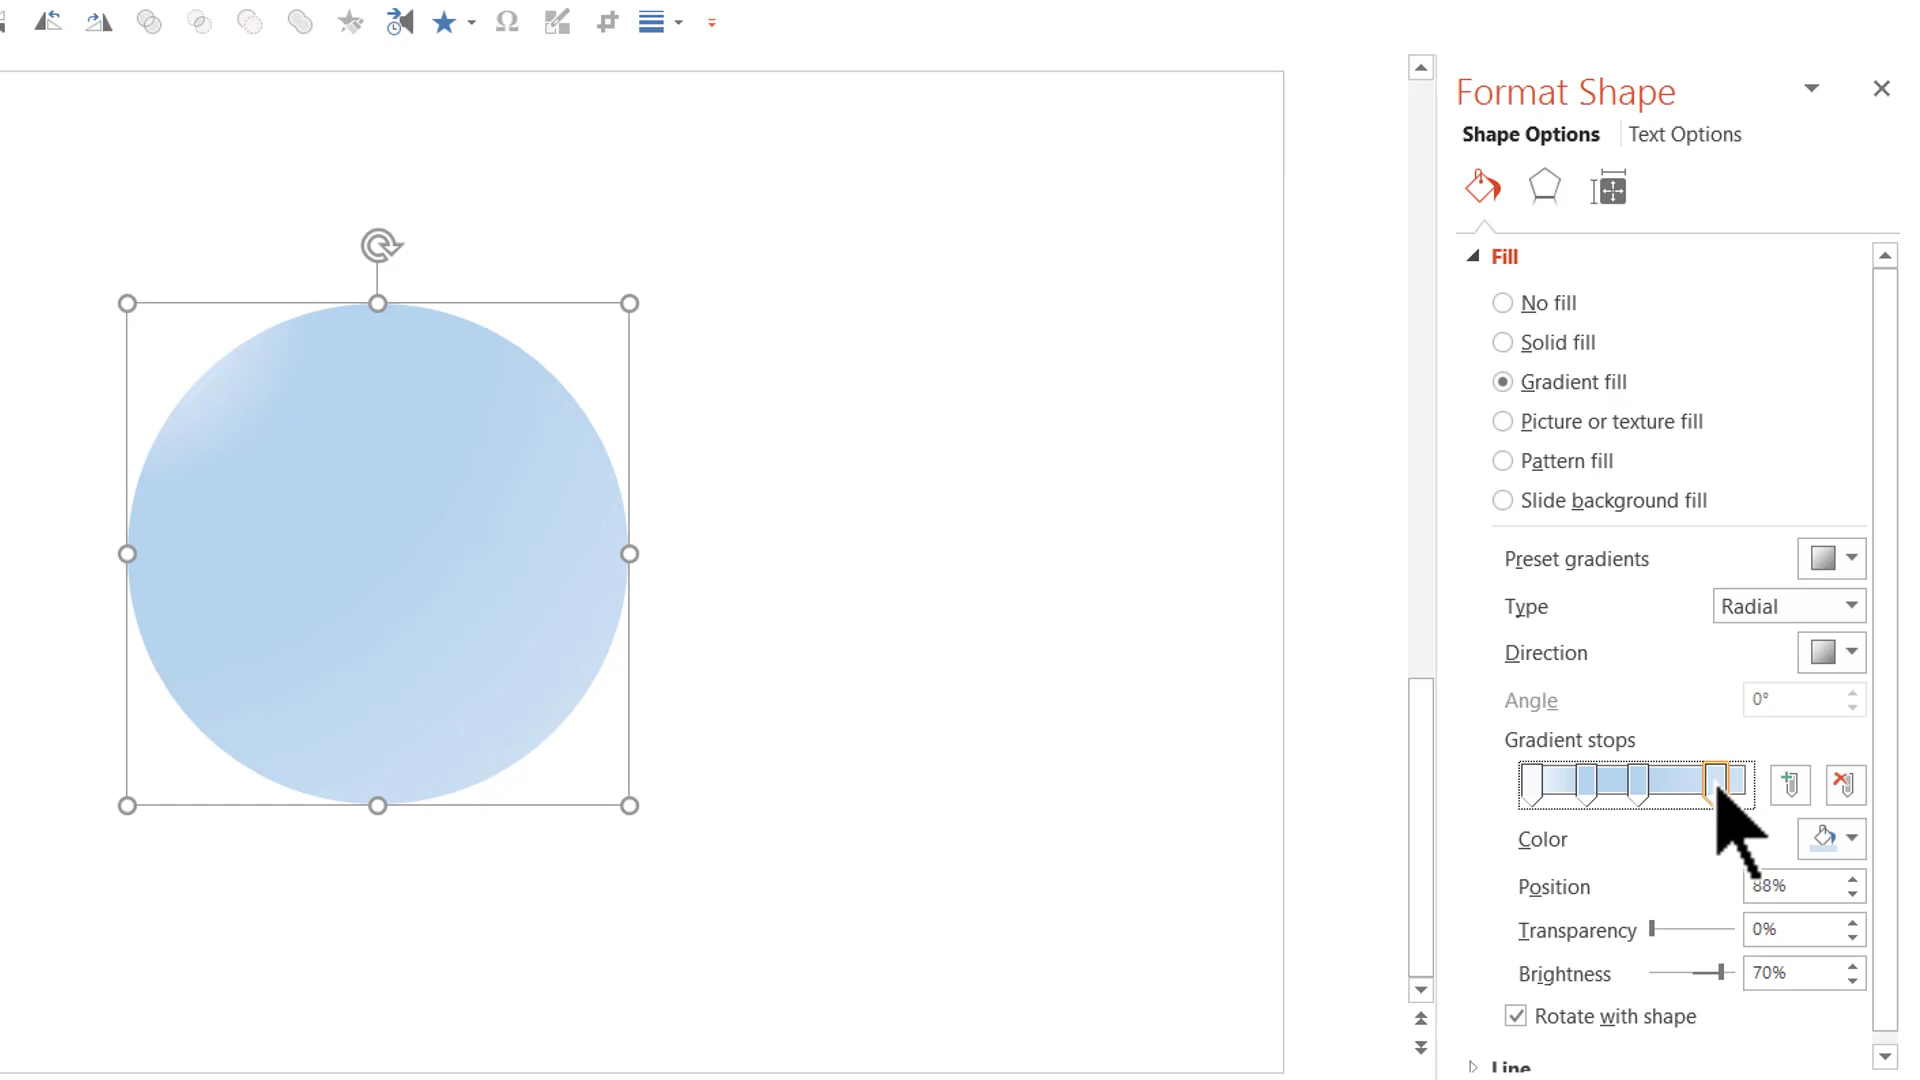 Format Shape
Shape Options Text Options
Fill
No fill
Solid fill
Gradient fill
Picture or texture fill
Pattern fill
Slide background fill
Preset gradients
Type Radial
Direction
Angle 0°
Gradient stops
Color
Position 88%
Transparency 0%
Brightness 70%
Rotate with shape
Line